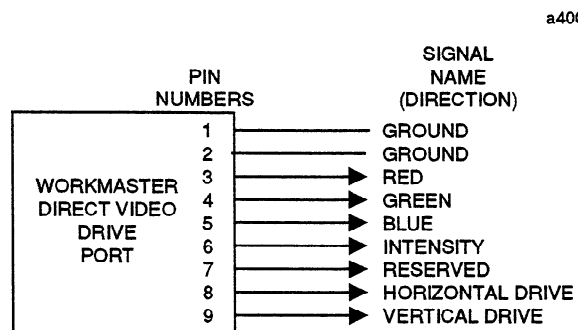 a400
SIGNAL
NAME
(DIRECTION)
PIN
NUMBERS
1 GROUND
2 GROUND
3 RED
4 GREEN
5 BLUE
6 INTENSITY
7 RESERVED
8 HORIZONTAL DRIVE
9 VERTICAL DRIVE
WORKMASTER
DIRECT VIDEO
DRIVE
PORT